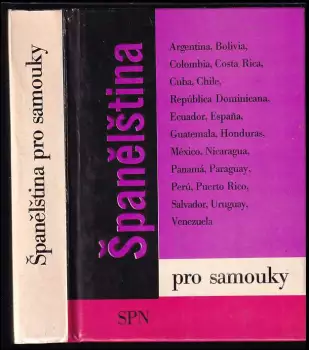 Španělština pro samouky
Španělština
Argentina, Bolivia,
Colombia, Costa Rica,
Cuba, Chile,
República Dominicana,
Ecuador, España,
Guatemala, Honduras,
México, Nicaragua,
Panamá, Paraguay,
Perú, Puerto Rico,
Salvador, Uruguay,
Venezuela
pro samouky
SPN